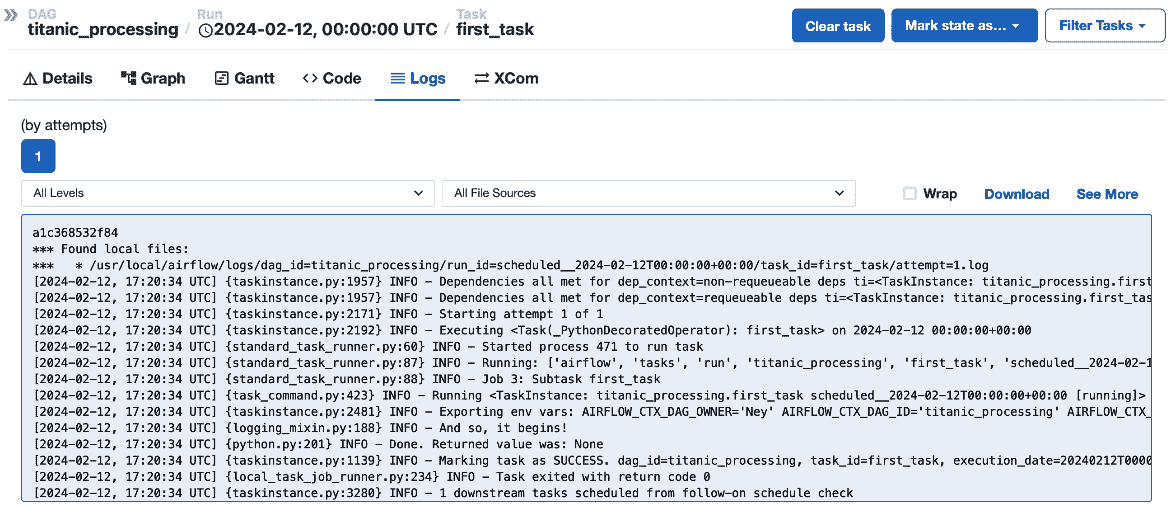 DAG Run Task
titanic_processing / 2024-02-12, 00:00:00 UTC / first_task
Clear task Mark state as... Filter Tasks
Details Graph Gantt Code Logs XCom
(by attempts)
1
All Levels All File Sources Wrap Download See More
a1c368532f84
*** Found local files:
***   * /usr/local/airflow/logs/dag_id=titanic_processing/run_id=scheduled__2024-02-12T00:00:00+00:00/task_id=first_task/attempt=1.log
[2024-02-12, 17:20:34 UTC] {taskinstance.py:1957} INFO - Dependencies all met for dep_context=non-requeueable deps ti=<TaskInstance: titanic_processing.first
[2024-02-12, 17:20:34 UTC] {taskinstance.py:1957} INFO - Dependencies all met for dep_context=requeueable deps ti=<TaskInstance: titanic_processing.first_tas
[2024-02-12, 17:20:34 UTC] {taskinstance.py:2171} INFO - Starting attempt 1 of 1
[2024-02-12, 17:20:34 UTC] {taskinstance.py:2192} INFO - Executing <Task(_PythonDecoratedOperator): first_task> on 2024-02-12 00:00:00+00:00
[2024-02-12, 17:20:34 UTC] {standard_task_runner.py:60} INFO - Started process 471 to run task
[2024-02-12, 17:20:34 UTC] {standard_task_runner.py:87} INFO - Running: ['airflow', 'tasks', 'run', 'titanic_processing', 'first_task', 'scheduled__2024-02-1
[2024-02-12, 17:20:34 UTC] {standard_task_runner.py:88} INFO - Job 3: Subtask first_task
[2024-02-12, 17:20:34 UTC] {task_command.py:423} INFO - Running <TaskInstance: titanic_processing.first_task scheduled__2024-02-12T00:00:00+00:00 [running]>
[2024-02-12, 17:20:34 UTC] {taskinstance.py:2481} INFO - Exporting env vars: AIRFLOW_CTX_DAG_OWNER='Ney' AIRFLOW_CTX_DAG_ID='titanic_processing' AIRFLOW_CTX_
[2024-02-12, 17:20:34 UTC] {logging_mixin.py:188} INFO - And so, it begins!
[2024-02-12, 17:20:34 UTC] {python.py:201} INFO - Done. Returned value was: None
[2024-02-12, 17:20:34 UTC] {taskinstance.py:1139} INFO - Marking task as SUCCESS. dag_id=titanic_processing, task_id=first_task, execution_date=20240212T0000
[2024-02-12, 17:20:34 UTC] {local_task_job_runner.py:234} INFO - Task exited with return code 0
[2024-02-12, 17:20:34 UTC] {taskinstance.py:3280} INFO - 1 downstream tasks scheduled from follow-on schedule check